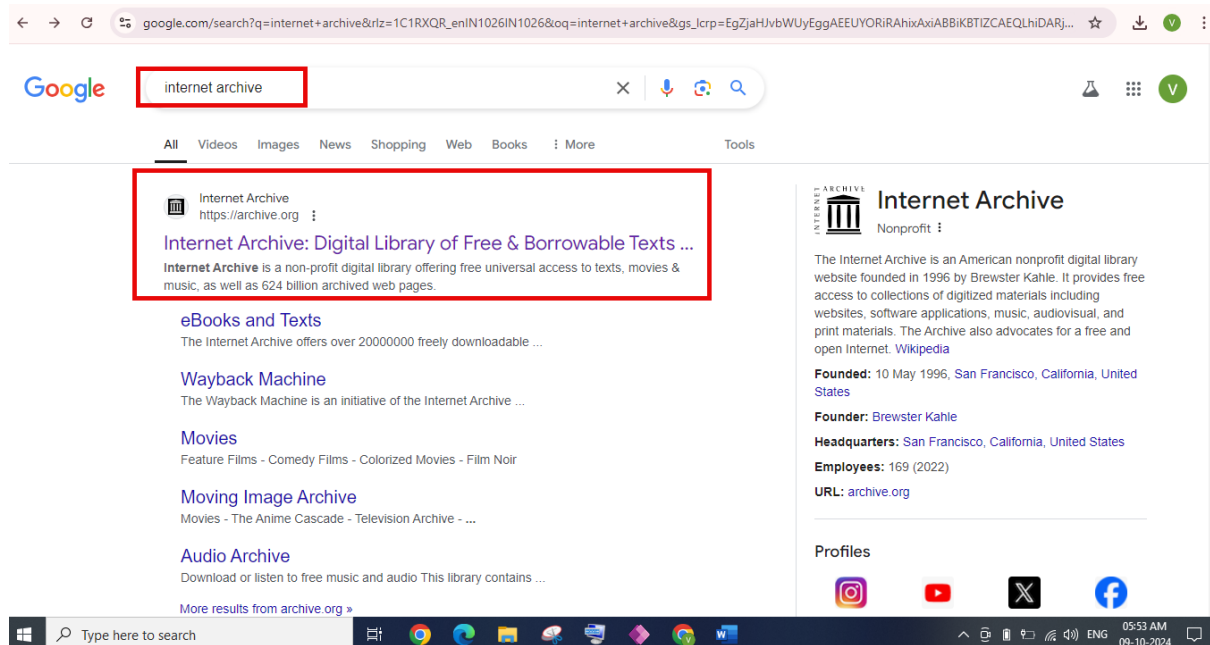 google.com/search?q=internet+archive&rlz=1C1RXQR_enIN1026IN1026&oq=internet+archive&gs_lcrp=EgZjaHJvbWUyEggAEEUYORiRAhixAxiABBiKBTIZCAEQLhiDARj...
V
Google
internet archive
V
All Videos Images News Shopping Web Books More Tools
Internet Archive
https://archive.org
Internet Archive: Digital Library of Free & Borrowable Texts ...
Internet Archive is a non-profit digital library offering free universal access to texts, movies &
music, as well as 624 billion archived web pages.
eBooks and Texts
The Internet Archive offers over 20000000 freely downloadable ...
Wayback Machine
The Wayback Machine is an initiative of the Internet Archive ...
Movies
Feature Films - Comedy Films - Colorized Movies - Film Noir
Moving Image Archive
Movies - The Anime Cascade - Television Archive - ...
Audio Archive
Download or listen to free music and audio This library contains ...
More results from archive.org »
INTERNET ARCHIVE
Internet Archive
Nonprofit
The Internet Archive is an American nonprofit digital library
website founded in 1996 by Brewster Kahle. It provides free
access to collections of digitized materials including
websites, software applications, music, audiovisual, and
print materials. The Archive also advocates for a free and
open Internet. Wikipedia
Founded: 10 May 1996, San Francisco, California, United
States
Founder: Brewster Kahle
Headquarters: San Francisco, California, United States
Employees: 169 (2022)
URL: archive.org
Profiles
Type here to search
ENG
05:53 AM
09-10-2024